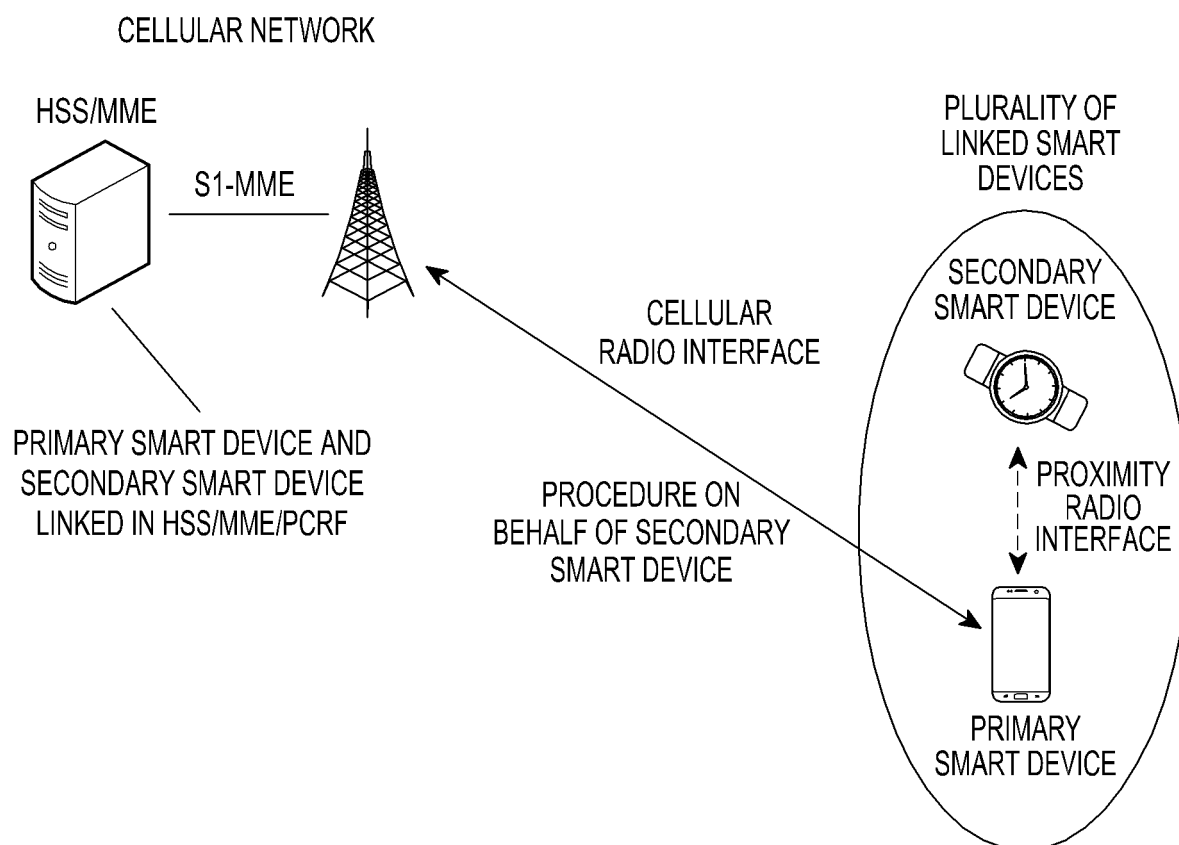 CELLULAR NETWORK
HSS/MME
S1-MME
PRIMARY SMART DEVICE AND
SECONDARY SMART DEVICE
LINKED IN HSS/MME/PCRF
CELLULAR
RADIO INTERFACE
PROCEDURE ON
BEHALF OF SECONDARY
SMART DEVICE
PLURALITY OF
LINKED SMART
DEVICES
SECONDARY
SMART DEVICE
PROXIMITY
RADIO
INTERFACE
PRIMARY
SMART DEVICE